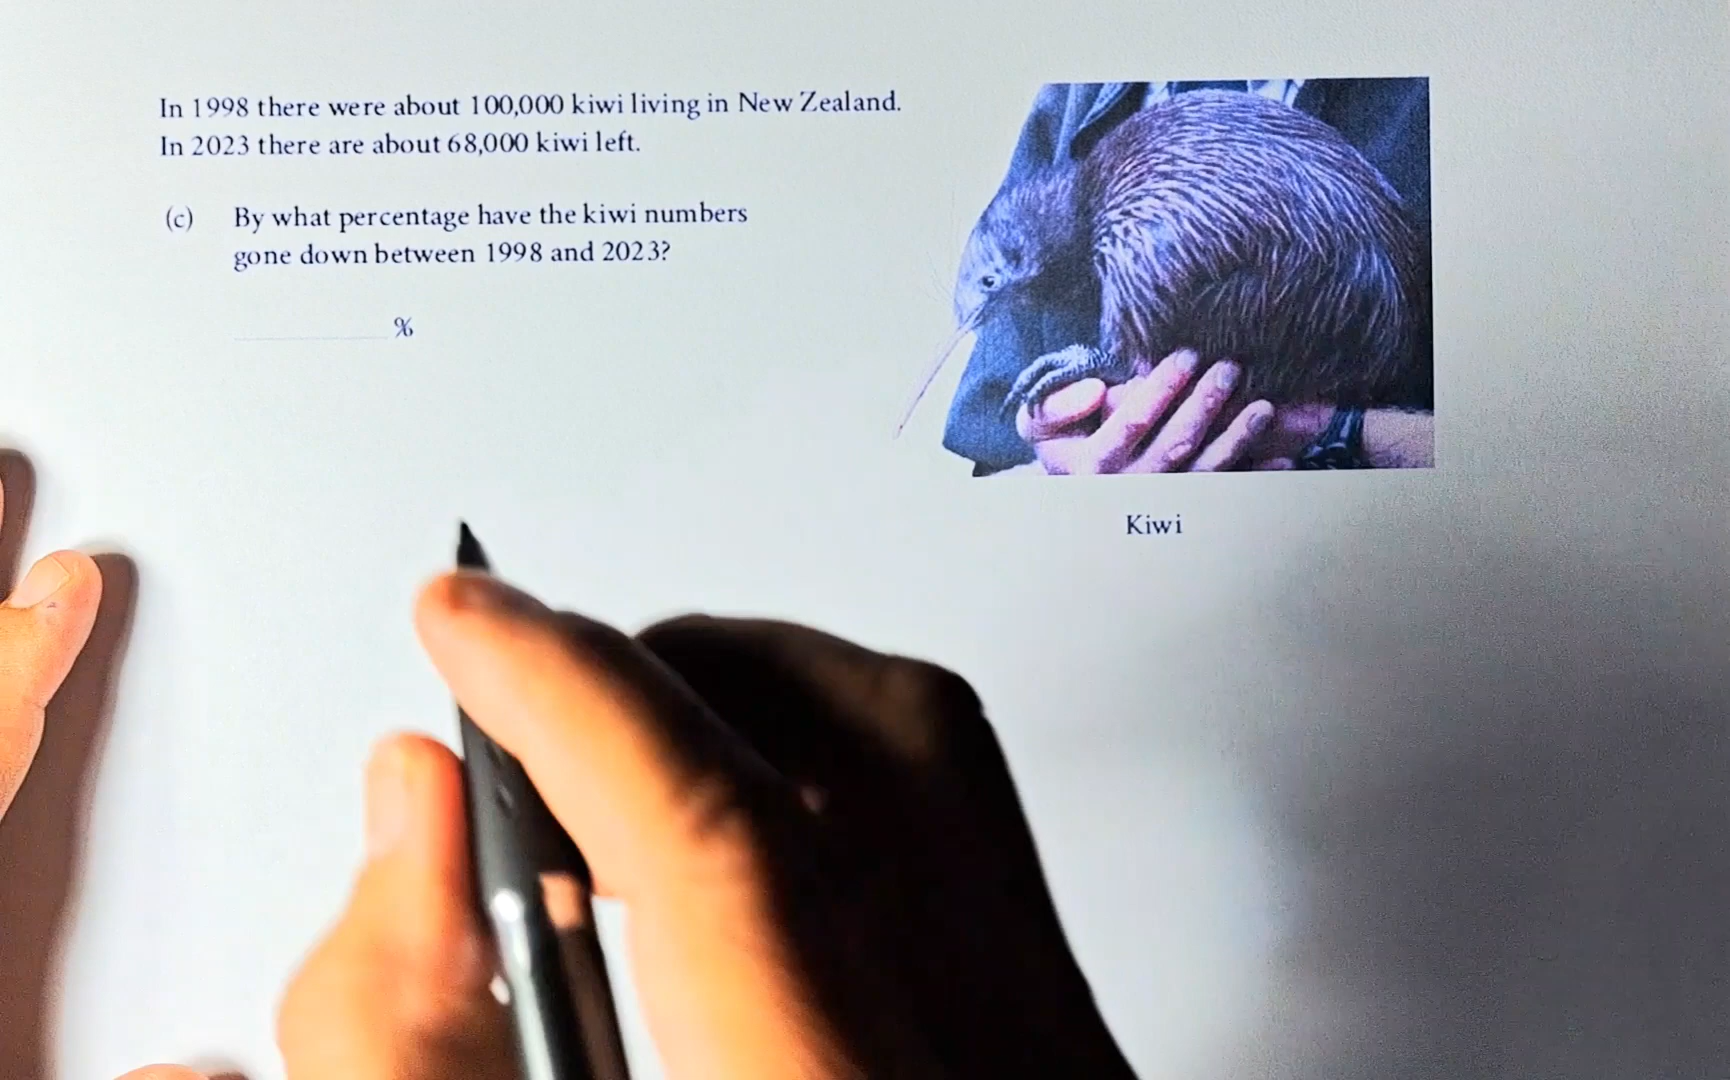 In 1998 there were about 100,000 kiwi living in New Zealand.
In 2023 there are about 68,000 kiwi left.
(c) By what percentage have the kiwi numbers
gone down between 1998 and 2023?
%
Kiwi